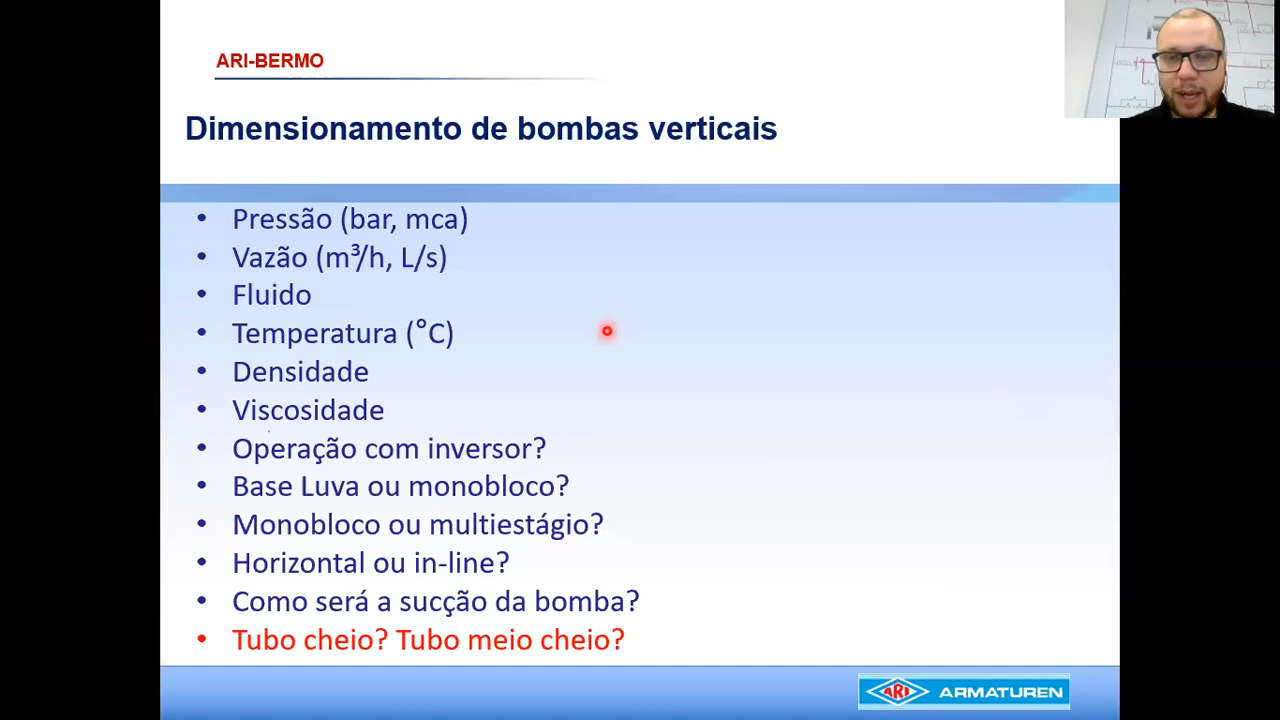 ARI-BERMO
Dimensionamento de bombas verticais
• Pressão (bar, mca)
• Vazão (m³/h, L/s)
• Fluido
• Temperatura (°C)
• Densidade
• Viscosidade
• Operação com inversor?
• Base Luva ou monobloco?
• Monobloco ou multiestágio?
• Horizontal ou in-line?
• Como será a sucção da bomba?
• Tubo cheio? Tubo meio cheio?
ARI ARMATUREN